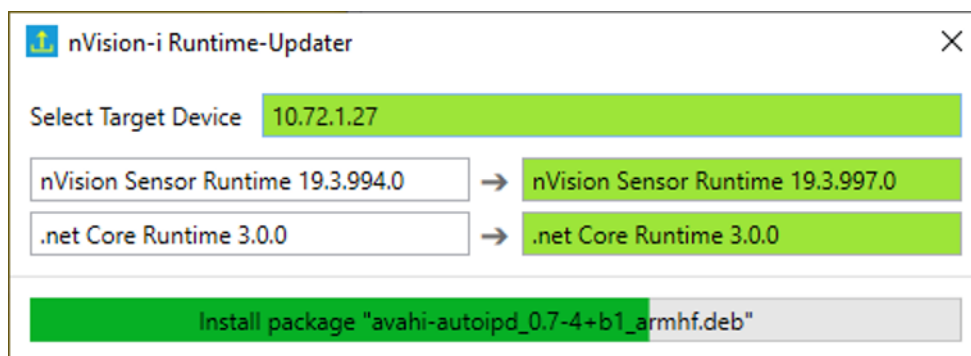 nVision-i Runtime-Updater
Select Target Device 10.72.1.27
nVision Sensor Runtime 19.3.994.0 → nVision Sensor Runtime 19.3.997.0
.net Core Runtime 3.0.0 → .net Core Runtime 3.0.0
Install package "avahi-autoipd_0.7-4+b1_armhf.deb"